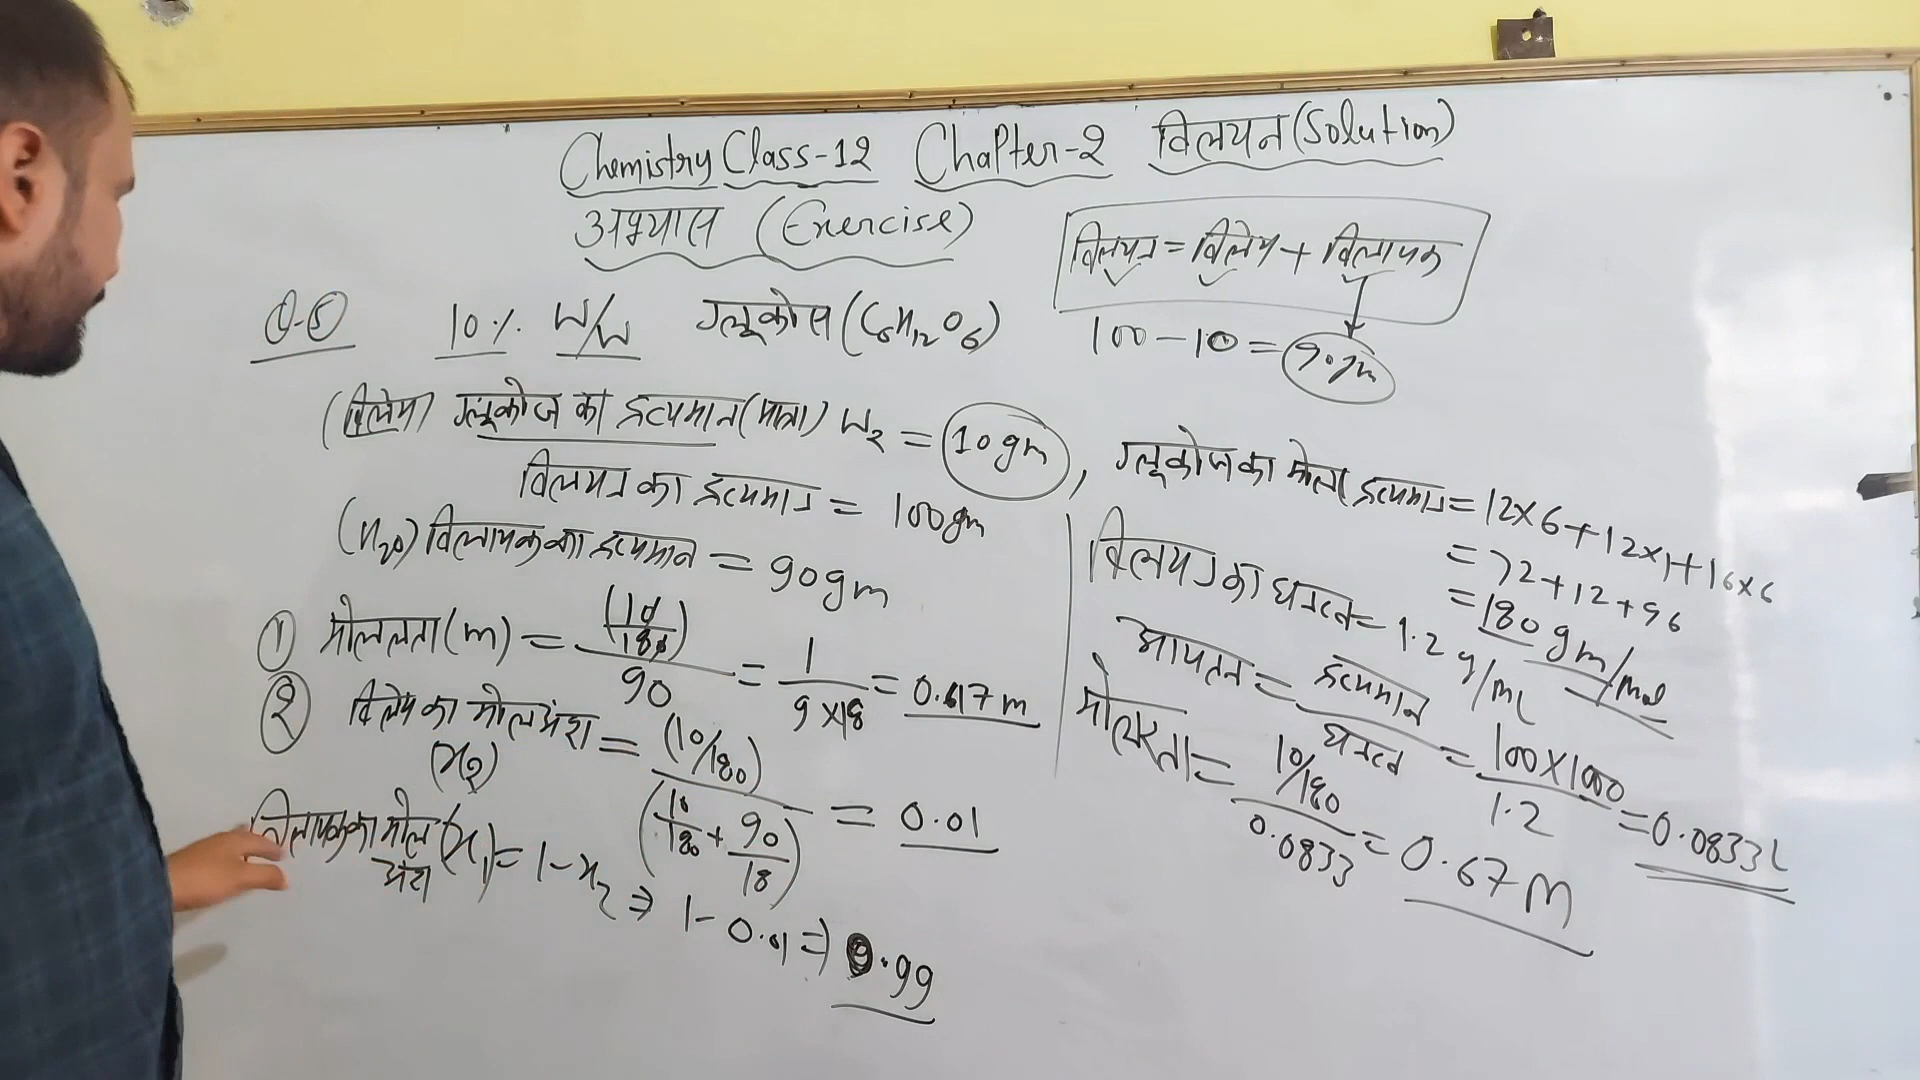 Chemistry Class-12 Chapter-2 विलयन (Solution)
अभ्यास (Exercise)
विलयन = विलेय + विलायक
100 - 10 = 90gm
Q-5 10% W/W ग्लूकोस (C6H12O6)
(विलेय) ग्लूकोज का द्रव्यमान (मात्रा) W2 = 10gm, ग्लूकोज का मोलर द्रव्यमान = 12×6+12×1+16×6
= 72+12+96
= 180 gm/mol
विलयन का द्रव्यमान = 100gm
(H2O) विलायक का द्रव्यमान = 90gm
① मोललता (m) = (10/180)/90 = 1/9×18 = 0.617 m
② विलेय का मोल अंश (x2) = (10/180)/(10/180 + 90/18) = 0.01
विलायक का मोल अंश (x1) = 1-x2 ⇒ 1-0.01 ⇒ 0.99
विलयन का घनत्व = 1.2 g/ml
आयतन = द्रव्यमान/घनत्व = 100×1000/1.2 = 0.0833L
मोलरता = 10/180/0.0833 = 0.67M